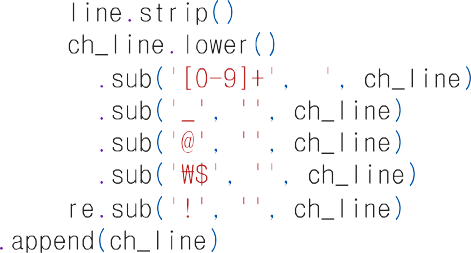 line.strip()
ch_line.lower()
.sub('[0-9]+', ' ', ch_line)
.sub('_', '', ch_line)
.sub('@', '', ch_line)
.sub('₩$', '', ch_line)
re.sub('!', '', ch_line)
.append(ch_line)